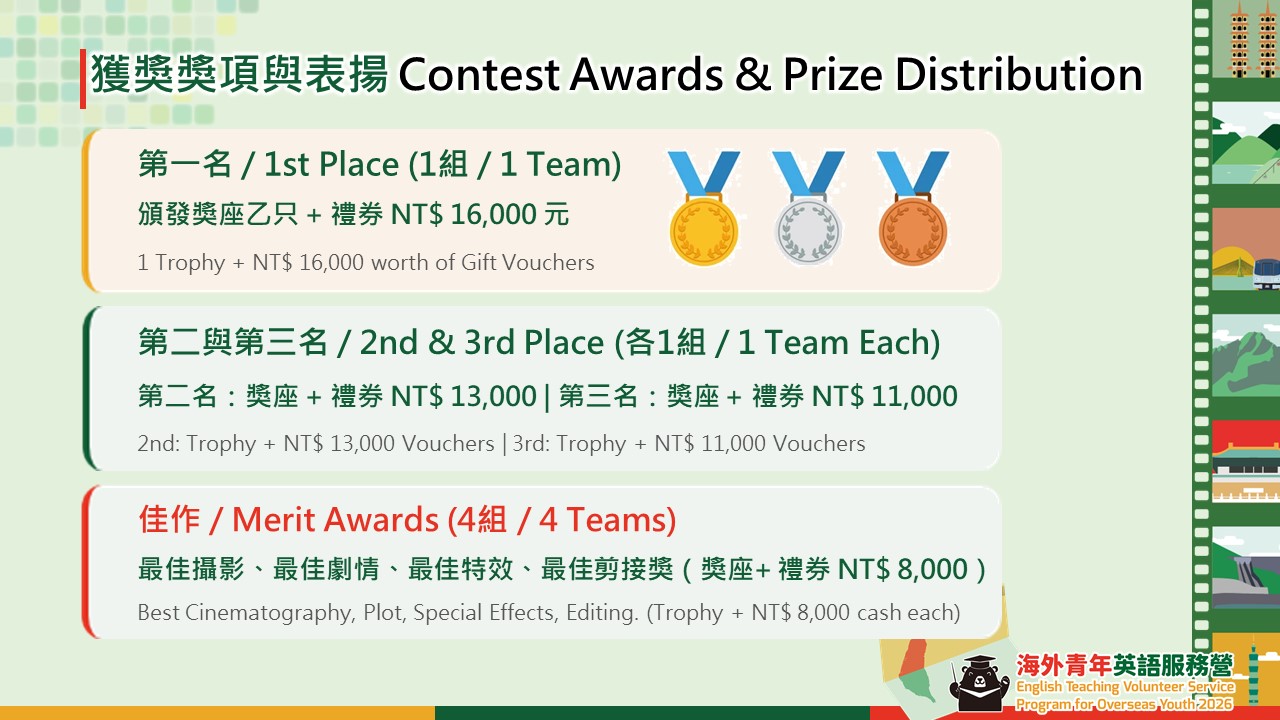 獲獎獎項與表揚 Contest Awards & Prize Distribution
第一名 / 1st Place (1組 / 1 Team)
頒發獎座乙只 + 禮券 NT$ 16,000 元
1 Trophy + NT$ 16,000 worth of Gift Vouchers
第二與第三名 / 2nd & 3rd Place (各1組 / 1 Team Each)
第二名：獎座 + 禮券 NT$ 13,000 | 第三名：獎座 + 禮券 NT$ 11,000
2nd: Trophy + NT$ 13,000 Vouchers | 3rd: Trophy + NT$ 11,000 Vouchers
佳作 / Merit Awards (4組 / 4 Teams)
最佳攝影、最佳劇情、最佳特效、最佳剪接獎（獎座+ 禮券 NT$ 8,000）
Best Cinematography, Plot, Special Effects, Editing. (Trophy + NT$ 8,000 cash each)
海外青年英語服務營
English Teaching Volunteer Service
Program for Overseas Youth 2026